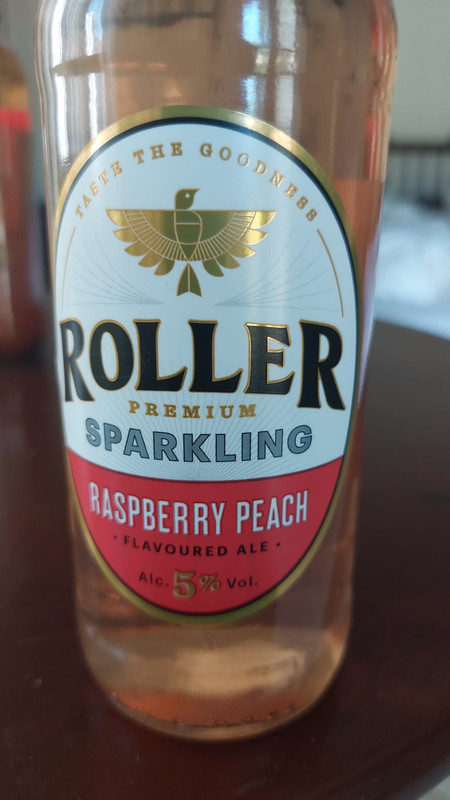 TASTE THE GOODNESS
ROLLER
PREMIUM
SPARKLING
RASPBERRY PEACH
· FLAVOURED ALE ·
Alc. 5% Vol.